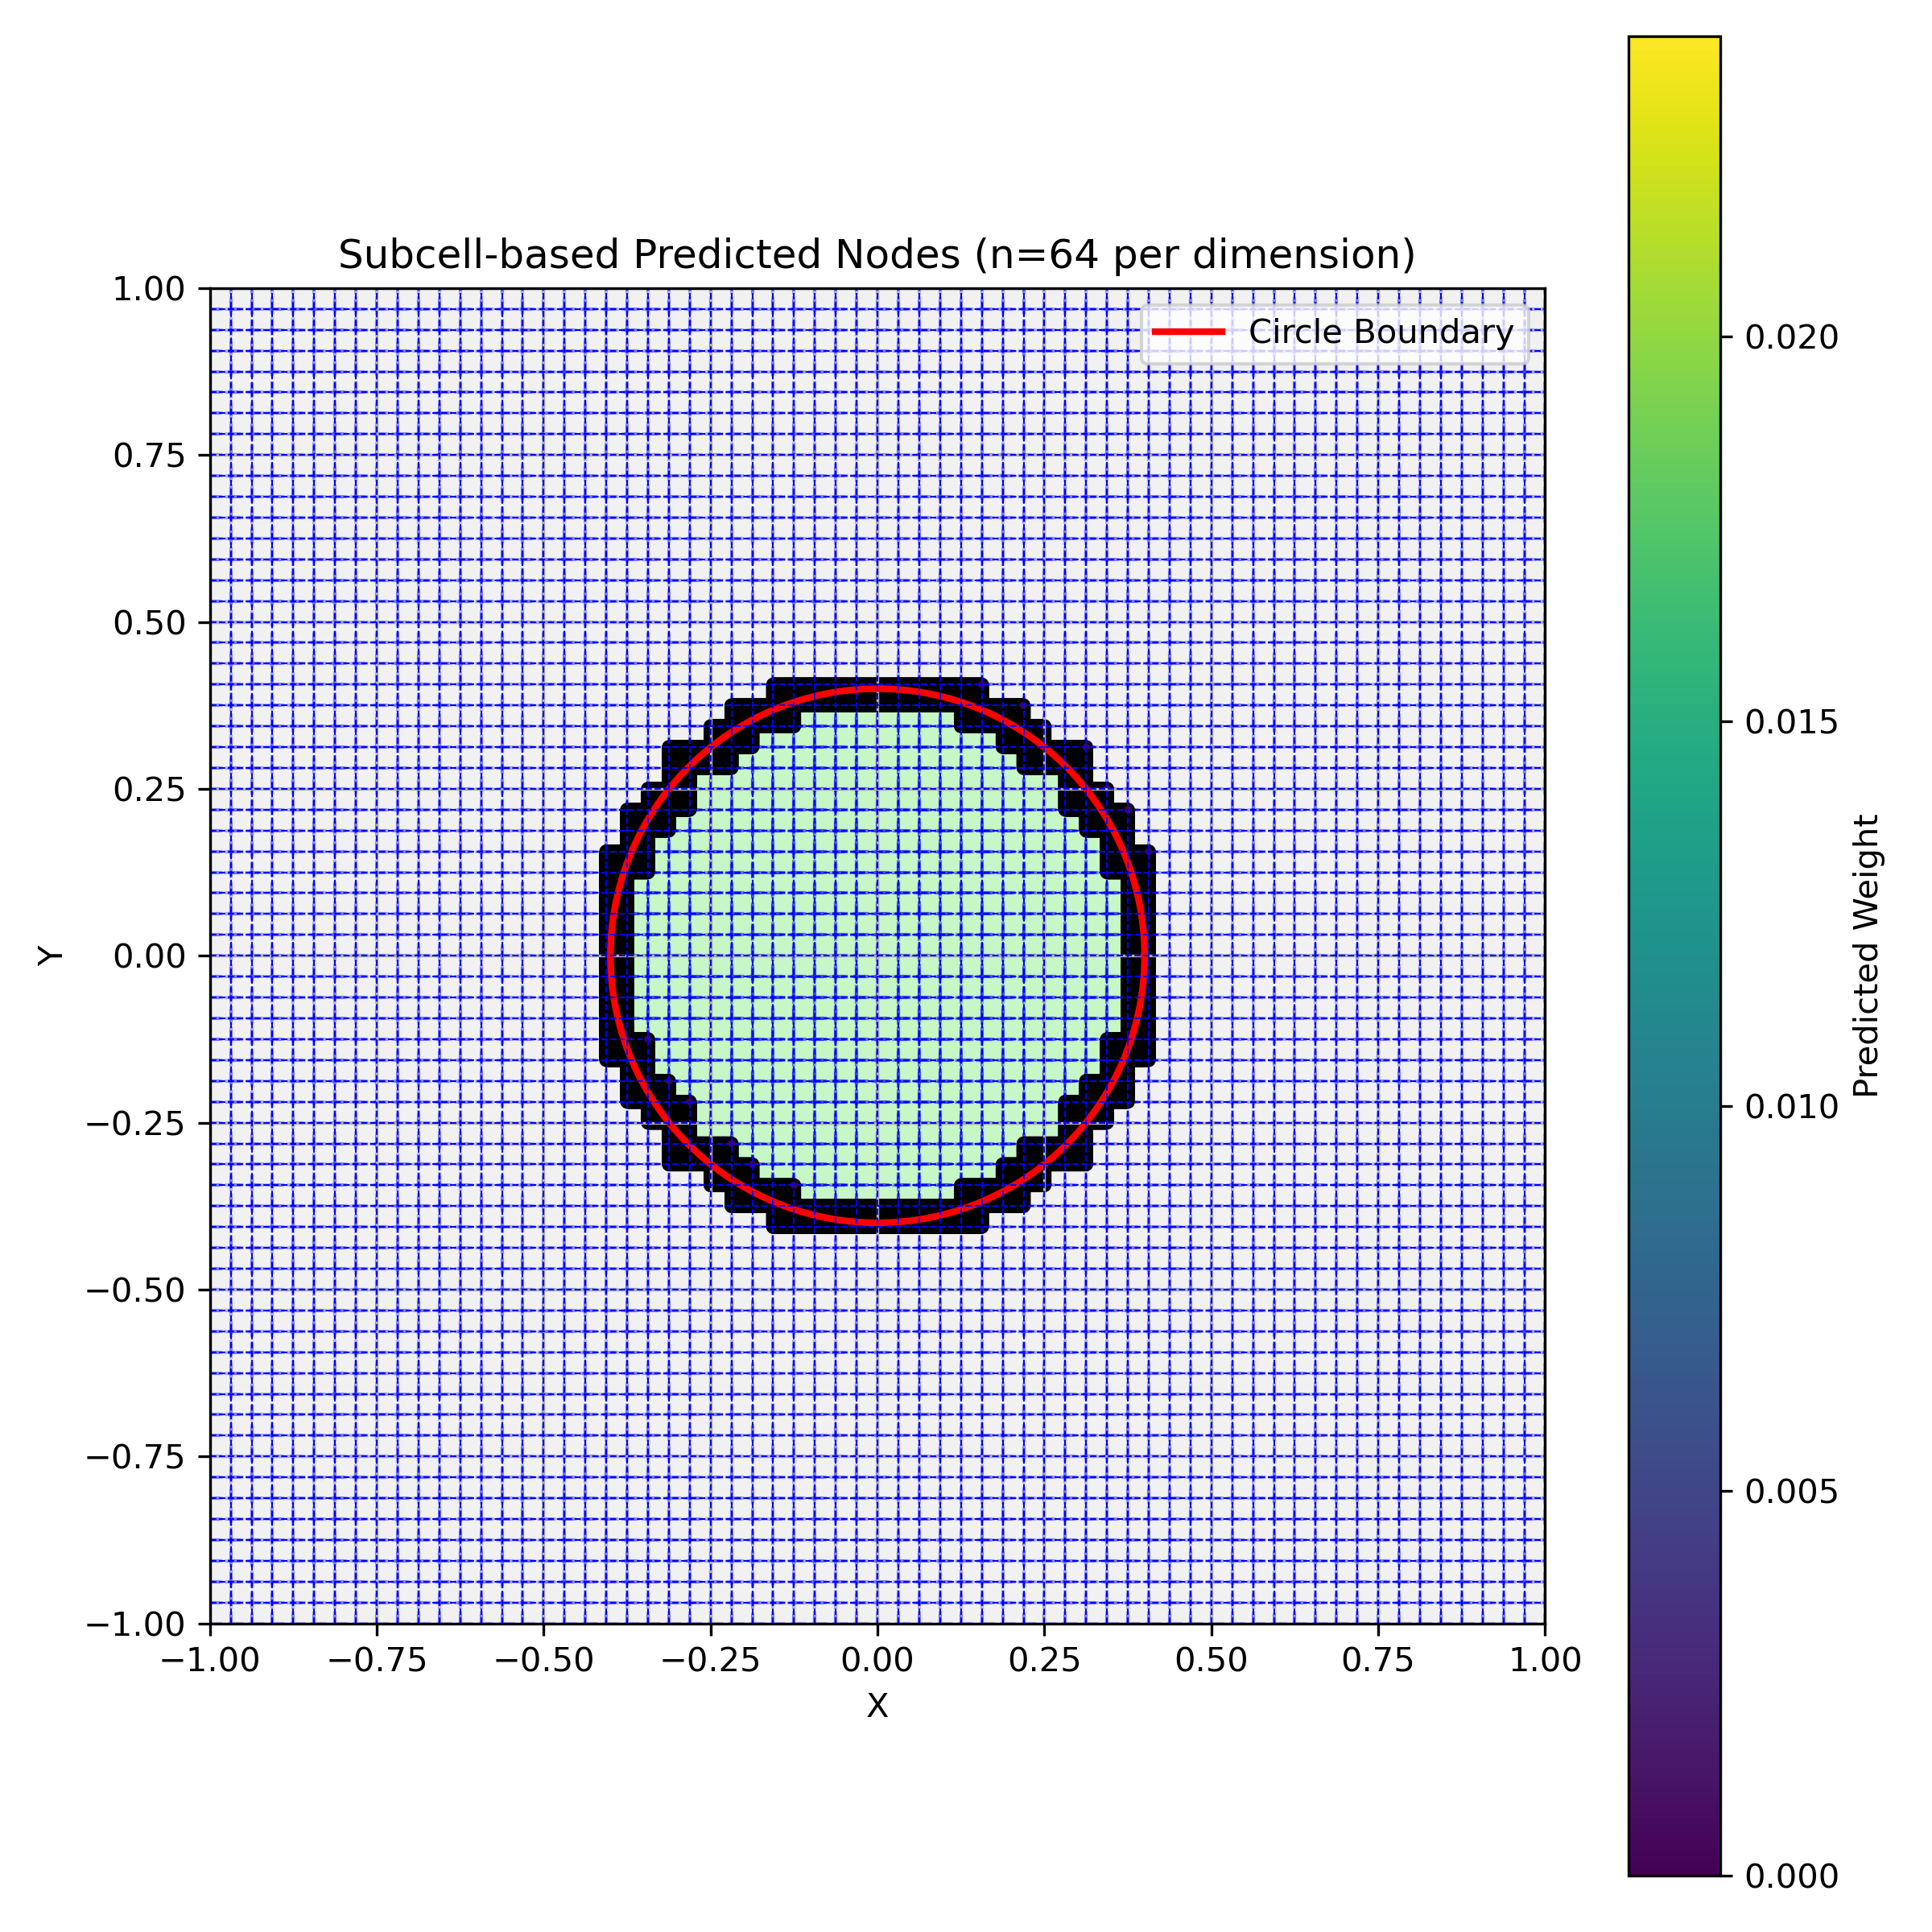 Subcell-based Predicted Nodes (n=64 per dimension)
Circle Boundary
1.00
0.75
0.50
0.25
0.00
−0.25
−0.50
−0.75
−1.00
Y
−1.00 −0.75 −0.50 −0.25 0.00 0.25 0.50 0.75 1.00
X
0.020
0.015
0.010
0.005
0.000
Predicted Weight